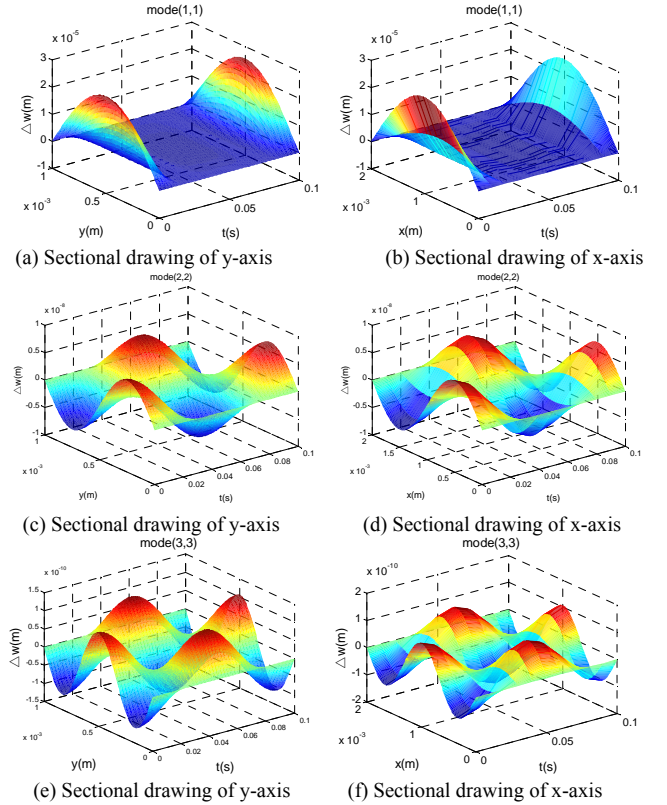 mode(1,1) mode(1,1)
x 10^-5 x 10^-5
3 3
2 2
△w(m) 1 △w(m) 1
0 0
-1 -1
1 2
x 10^-3 0.5 0.1 x 10^-3 1 0.1
0.05 0.05
y(m) 0 0 t(s) x(m) 0 0 t(s)
(a) Sectional drawing of y-axis (b) Sectional drawing of x-axis
mode(2,2) mode(2,2)
x 10^-8 x 10^-8
1 1
0.5 0.5
△w(m) 0 △w(m) 0
-0.5 -0.5
-1 -1
1 2
0.5 0.1 1.5 0.1
x 10^-3 0.08 x 10^-3 1 0.08
0.06 0.5 0.06
0.04 0.04
y(m) 0 0 0.02 t(s) x(m) 0 0 0.02 t(s)
(c) Sectional drawing of y-axis (d) Sectional drawing of x-axis
mode(3,3) mode(3,3)
x 10^-10 x 10^-10
1.5 2
1 1
0.5
△w(m) 0 △w(m) 0
-0.5 -1
-1
-1.5 -2
1 2
0.5 0.1 1 0.1
x 10^-3 0.08 x 10^-3
0.06 0.05
0.04
y(m) 0 0 0.02 t(s) x(m) 0 0 t(s)
(e) Sectional drawing of y-axis (f) Sectional drawing of x-axis